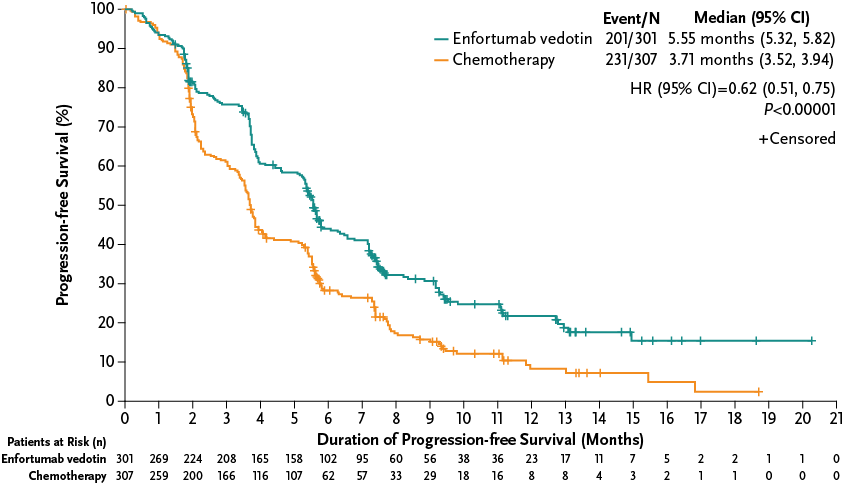 Event/N Median (95% CI)
Enfortumab vedotin 201/301 5.55 months (5.32, 5.82)
Chemotherapy 231/307 3.71 months (3.52, 3.94)
HR (95% CI)=0.62 (0.51, 0.75)
P<0.00001
+Censored
Progression-free Survival (%)
100
90
80
70
60
50
40
30
20
10
0
0 1 2 3 4 5 6 7 8 9 10 11 12 13 14 15 16 17 18 19 20 21
Duration of Progression-free Survival (Months)
Patients at Risk (n)
Enfortumab vedotin 301 269 224 208 165 158 102 95 60 56 38 36 23 17 11 7 5 2 2 1 1 0
Chemotherapy 307 259 200 166 116 107 62 57 33 29 18 16 8 8 4 3 2 1 1 0 0 0